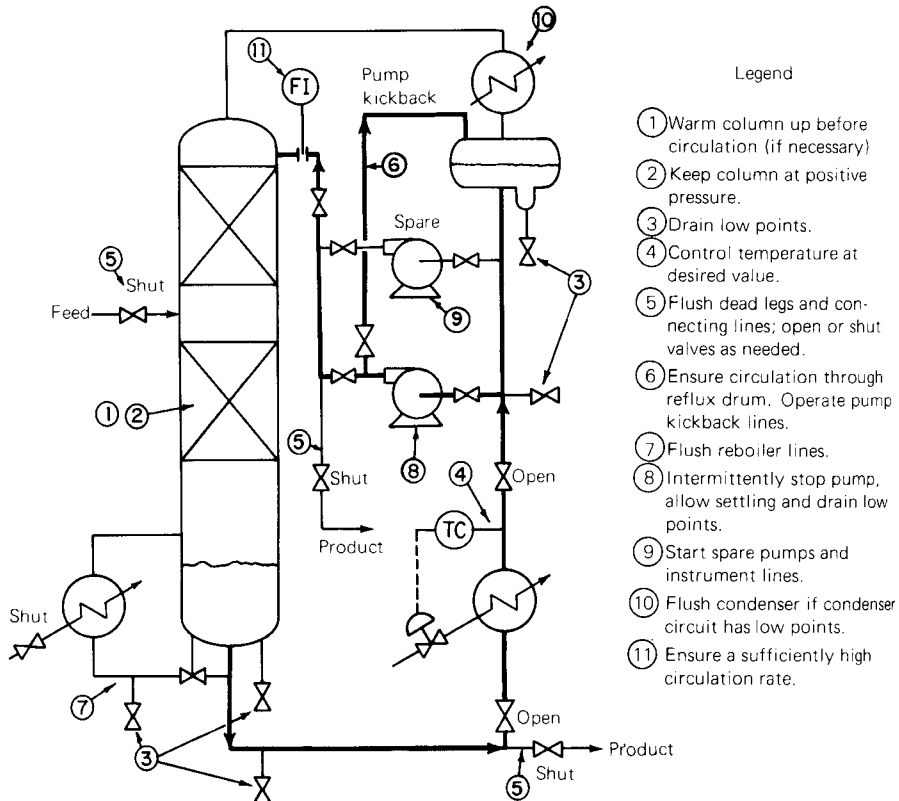 ⑩
⑪
FI
Pump
kickback
⑥
Spare
⑤
Shut
Feed
⑨
③
① ②
⑧
⑤
Shut
Open
④
TC
Product
Shut
⑦
③
Open
Product
⑤
Shut
Legend
① Warm column up before
circulation (if necessary)
② Keep column at positive
pressure.
③ Drain low points.
④ Control temperature at
desired value.
⑤ Flush dead legs and con-
necting lines; open or shut
valves as needed.
⑥ Ensure circulation through
reflux drum. Operate pump
kickback lines.
⑦ Flush reboiler lines.
⑧ Intermittently stop pump,
allow settling and drain low
points.
⑨ Start spare pumps and
instrument lines.
⑩ Flush condenser if condenser
circuit has low points.
⑪ Ensure a sufficiently high
circulation rate.